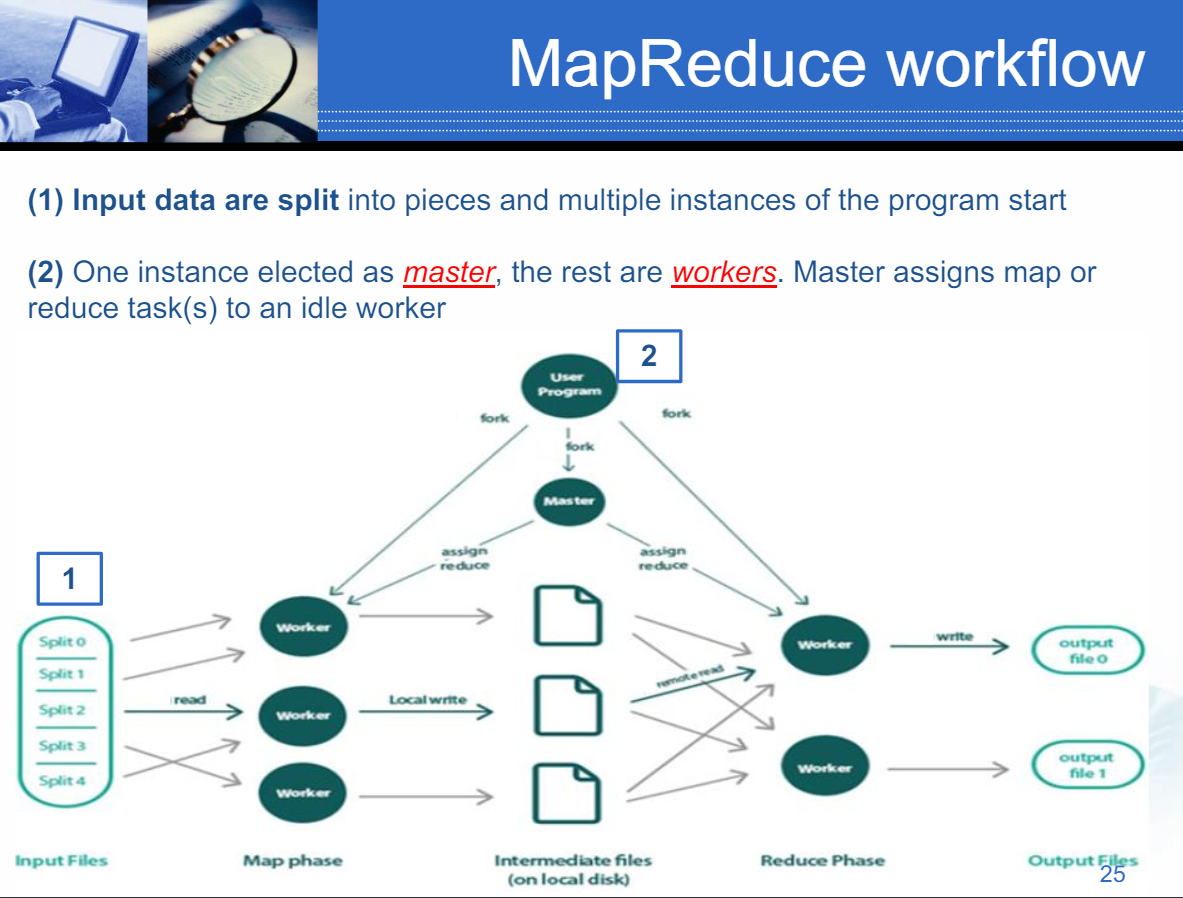 MapReduce workflow
(1) Input data are split into pieces and multiple instances of the program start
(2) One instance elected as master, the rest are workers. Master assigns map or
reduce task(s) to an idle worker
2
User
Program
fork
fork
fork
Master
assign
reduce
assign
reduce
1
Split 0
Split 1
Split 2
Split 3
Split 4
read
Worker
Worker
Worker
Local write
remote read
Worker
Worker
write
output
file 0
output
file 1
Input Files
Map phase
Intermediate files
(on local disk)
Reduce Phase
Output Files
25